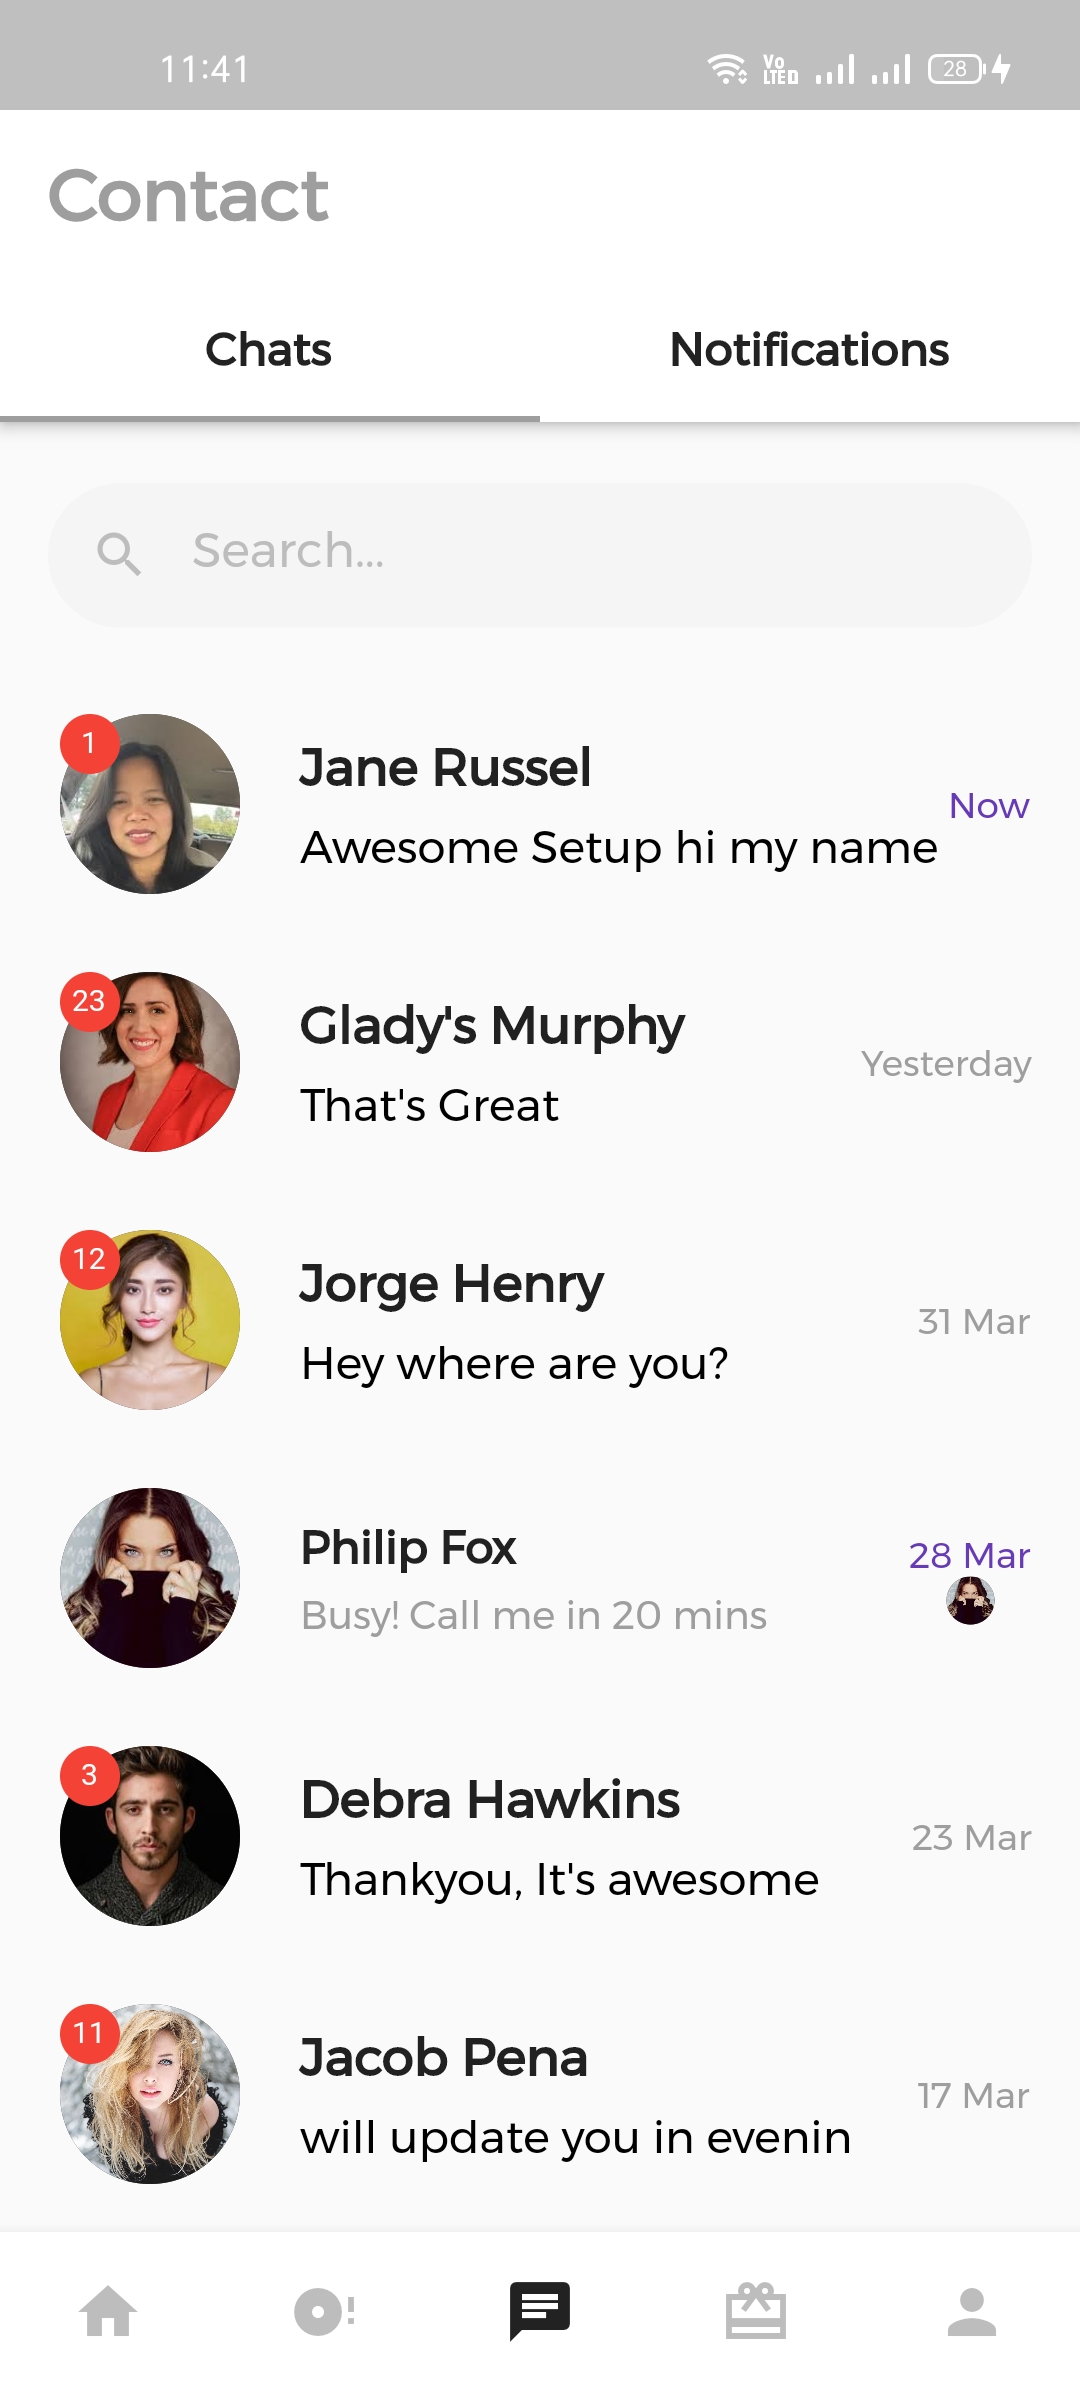 11:41
Vo
LTE
28
Contact
Chats
Notifications
Search...
1
Jane Russel
Now
Awesome Setup hi my name
23
Glady's Murphy
Yesterday
That's Great
12
Jorge Henry
31 Mar
Hey where are you?
Philip Fox
28 Mar
Busy! Call me in 20 mins
3
Debra Hawkins
23 Mar
Thankyou, It's awesome
11
Jacob Pena
17 Mar
will update you in evenin